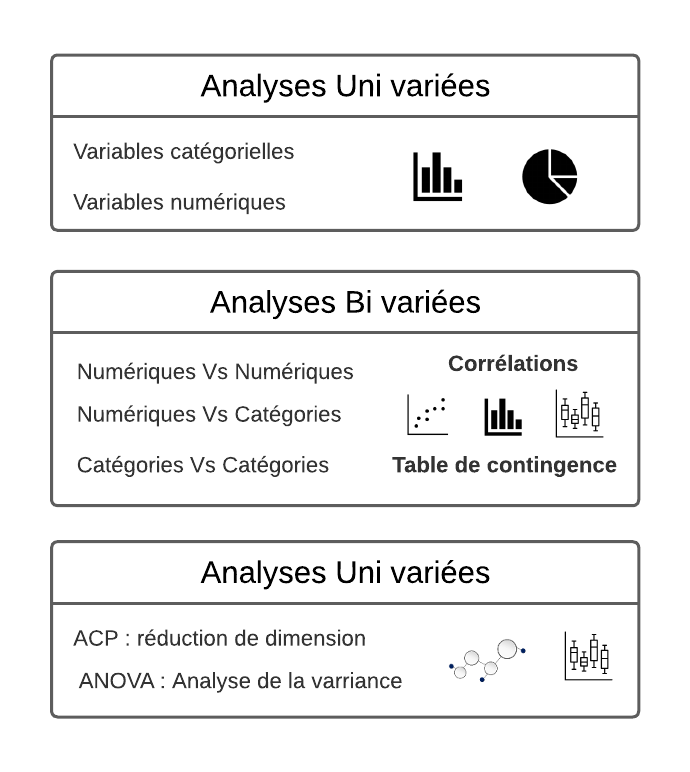 Analyses Uni variées
Variables catégorielles
Variables numériques
Analyses Bi variées
Numériques Vs Numériques
Corrélations
Numériques Vs Catégories
Catégories Vs Catégories
Table de contingence
Analyses Uni variées
ACP : réduction de dimension
ANOVA : Analyse de la varriance